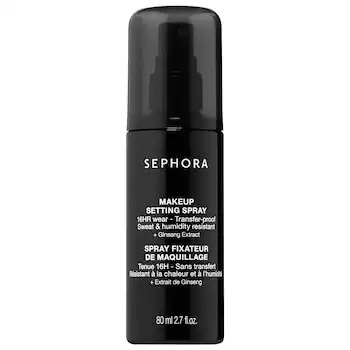 SEPHORA
MAKEUP
SETTING SPRAY
16HR wear - Transfer-proof
Sweat & humidity resistant
+ Ginseng Extract
SPRAY FIXATEUR
DE MAQUILLAGE
Tenue 16H - Sans transfert
Résistant à la chaleur et à l'humidité
+ Extrait de Ginseng
80 ml 2.7 fl.oz.